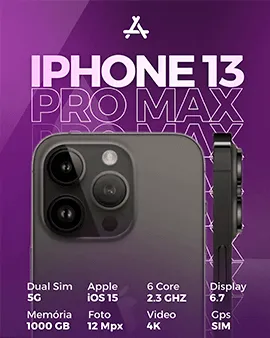 IPHONE 13
PRO MAX
PRO MAX
Dual Sim Apple 6 Core Display
5G iOS 15 2.3 GHZ 6.7
Memória Foto Video Gps
1000 GB 12 Mpx 4K SIM